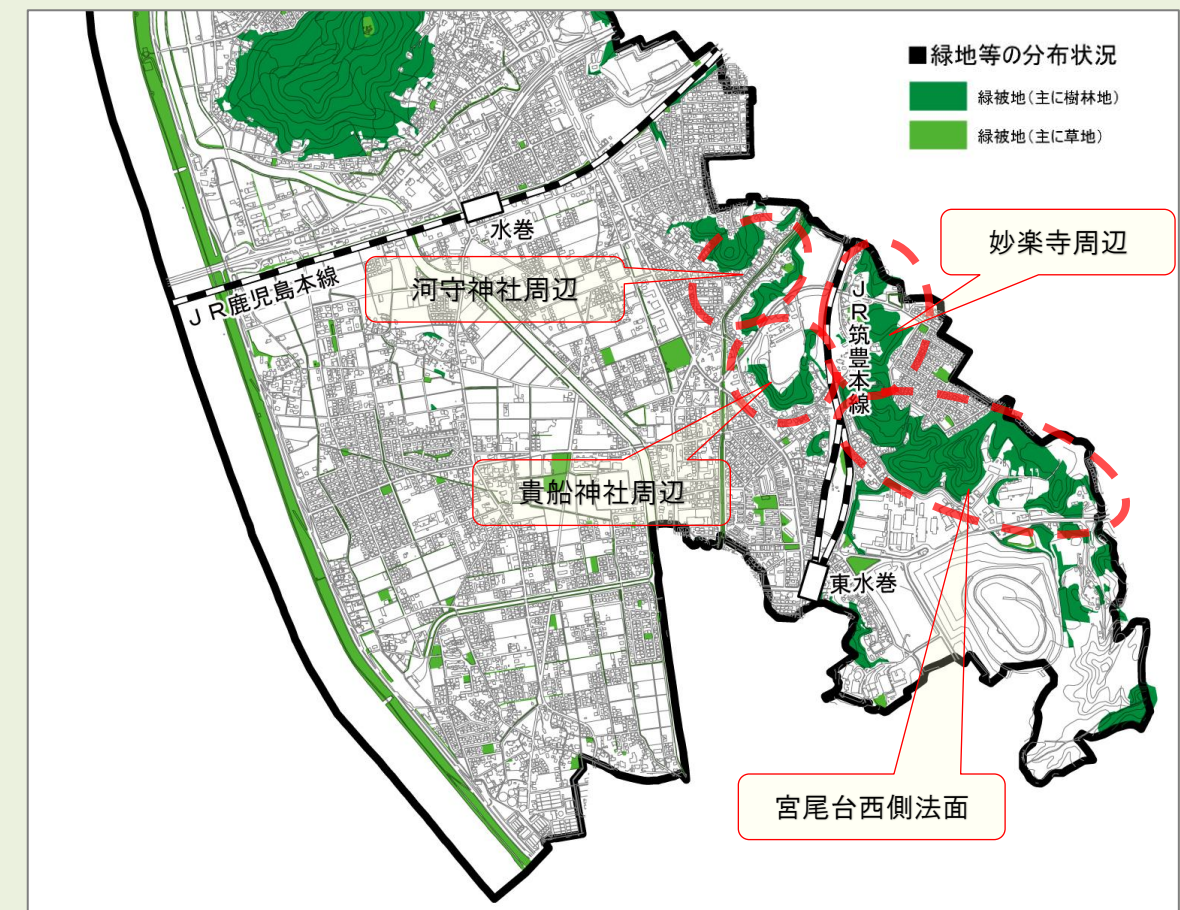 ■緑地等の分布状況
緑被地(主に樹林地)
緑被地(主に草地)
水巻
JR鹿児島本線
河守神社周辺
妙楽寺周辺
JR筑豊本線
貴船神社周辺
東水巻
宮尾台西側法面